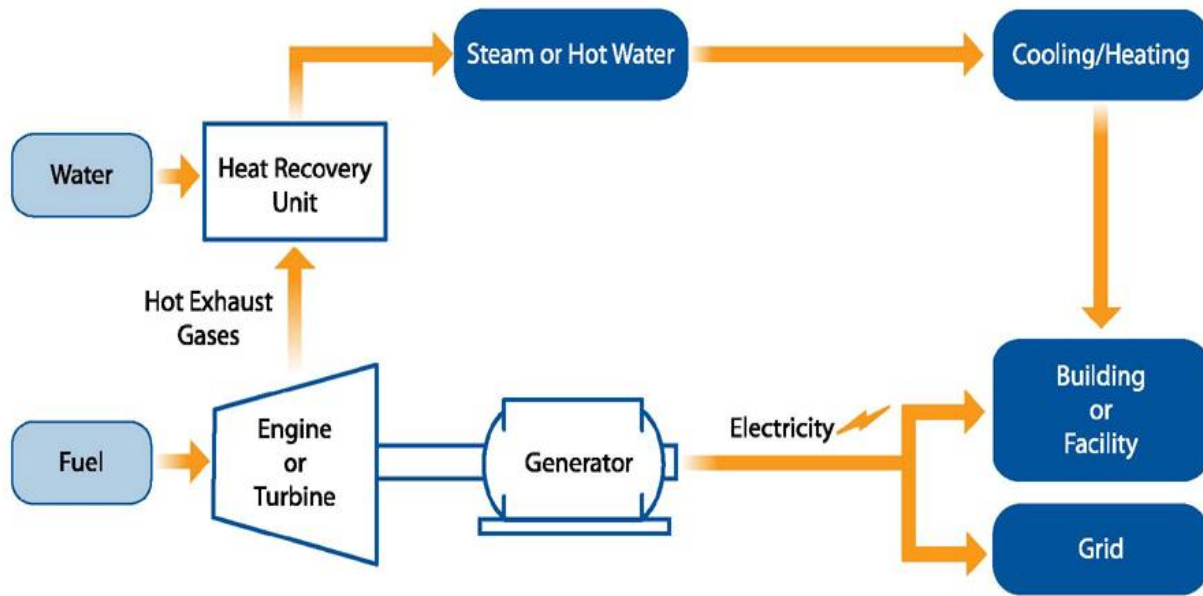 Steam or Hot Water
Cooling/Heating
Water
Heat Recovery
Unit
Hot Exhaust
Gases
Fuel
Engine
or
Turbine
Generator
Electricity
Building
or
Facility
Grid